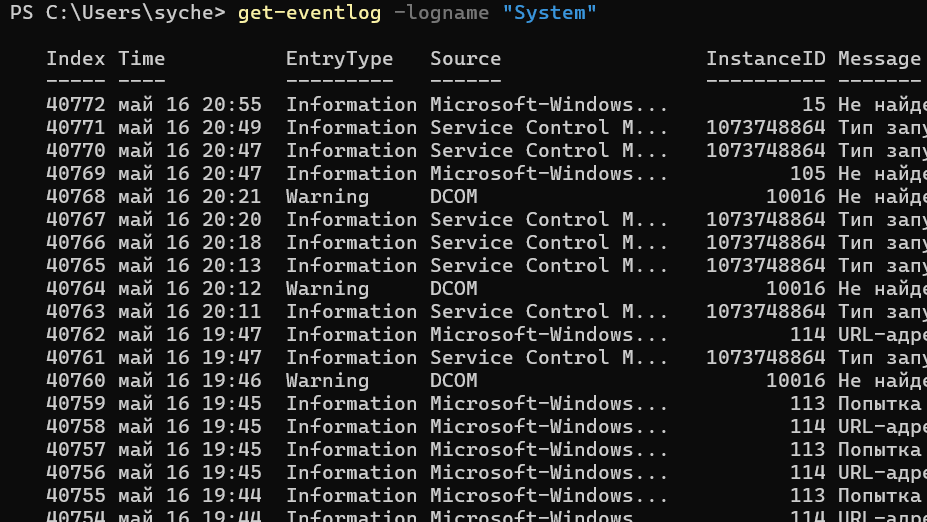 PS C:\Users\syche> get-eventlog -logname "System"
Index Time EntryType Source InstanceID Message
----- ---- --------- ------ ---------- -------
40772 май 16 20:55 Information Microsoft-Windows... 15 Не найде
40771 май 16 20:49 Information Service Control M... 1073748864 Тип запу
40770 май 16 20:47 Information Service Control M... 1073748864 Тип запу
40769 май 16 20:47 Information Microsoft-Windows... 105 Не найде
40768 май 16 20:21 Warning DCOM 10016 Не найде
40767 май 16 20:20 Information Service Control M... 1073748864 Тип запу
40766 май 16 20:18 Information Service Control M... 1073748864 Тип запу
40765 май 16 20:13 Information Service Control M... 1073748864 Тип запу
40764 май 16 20:12 Warning DCOM 10016 Не найде
40763 май 16 20:11 Information Service Control M... 1073748864 Тип запу
40762 май 16 19:47 Information Microsoft-Windows... 114 URL-адре
40761 май 16 19:47 Information Service Control M... 1073748864 Тип запу
40760 май 16 19:46 Warning DCOM 10016 Не найде
40759 май 16 19:45 Information Microsoft-Windows... 113 Попытка
40758 май 16 19:45 Information Microsoft-Windows... 114 URL-адре
40757 май 16 19:45 Information Microsoft-Windows... 113 Попытка
40756 май 16 19:45 Information Microsoft-Windows... 114 URL-адре
40755 май 16 19:44 Information Microsoft-Windows... 113 Попытка
40754 май 16 19:44 Information Microsoft-Windows... 114 URL-адре